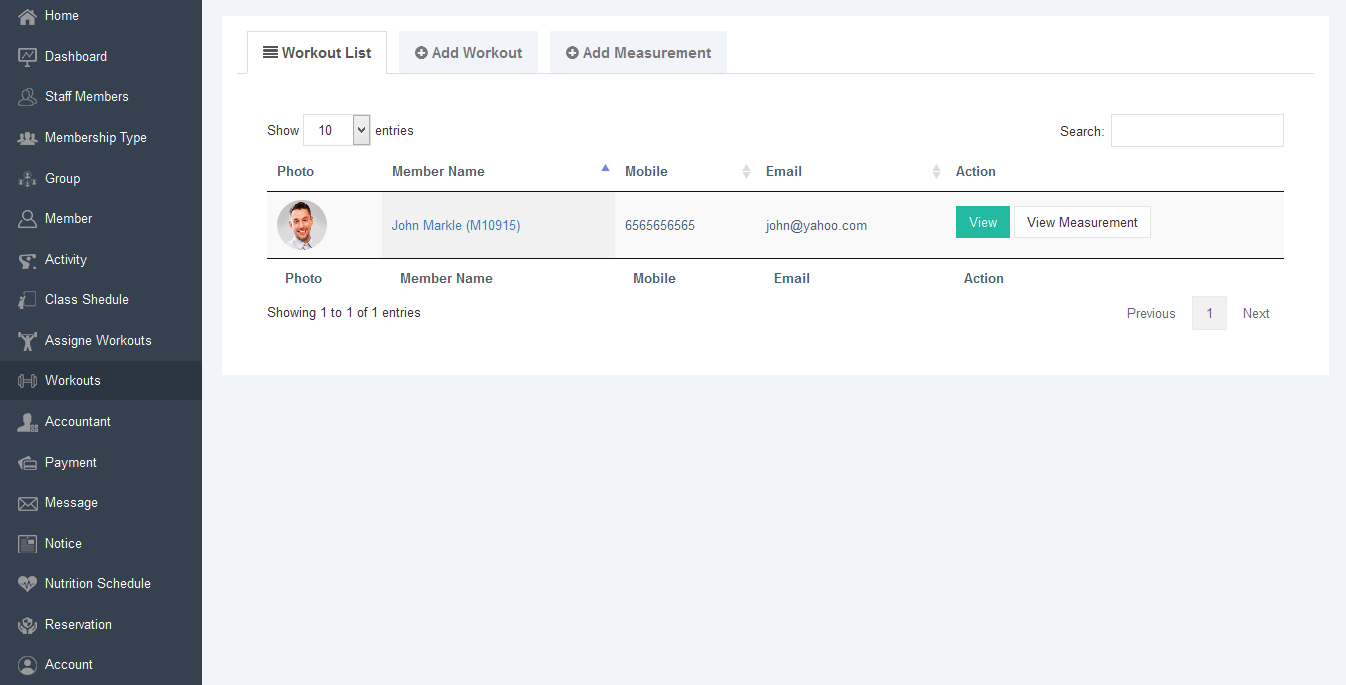 Home
Dashboard
Staff Members
Membership Type
Group
Member
Activity
Class Shedule
Assigne Workouts
Workouts
Accountant
Payment
Message
Notice
Nutrition Schedule
Reservation
Account
Workout List Add Workout Add Measurement
Show 10 entries Search:
Photo Member Name Mobile Email Action
John Markle (M10915) 6565656565 john@yahoo.com View View Measurement
Photo Member Name Mobile Email Action
Showing 1 to 1 of 1 entries Previous 1 Next